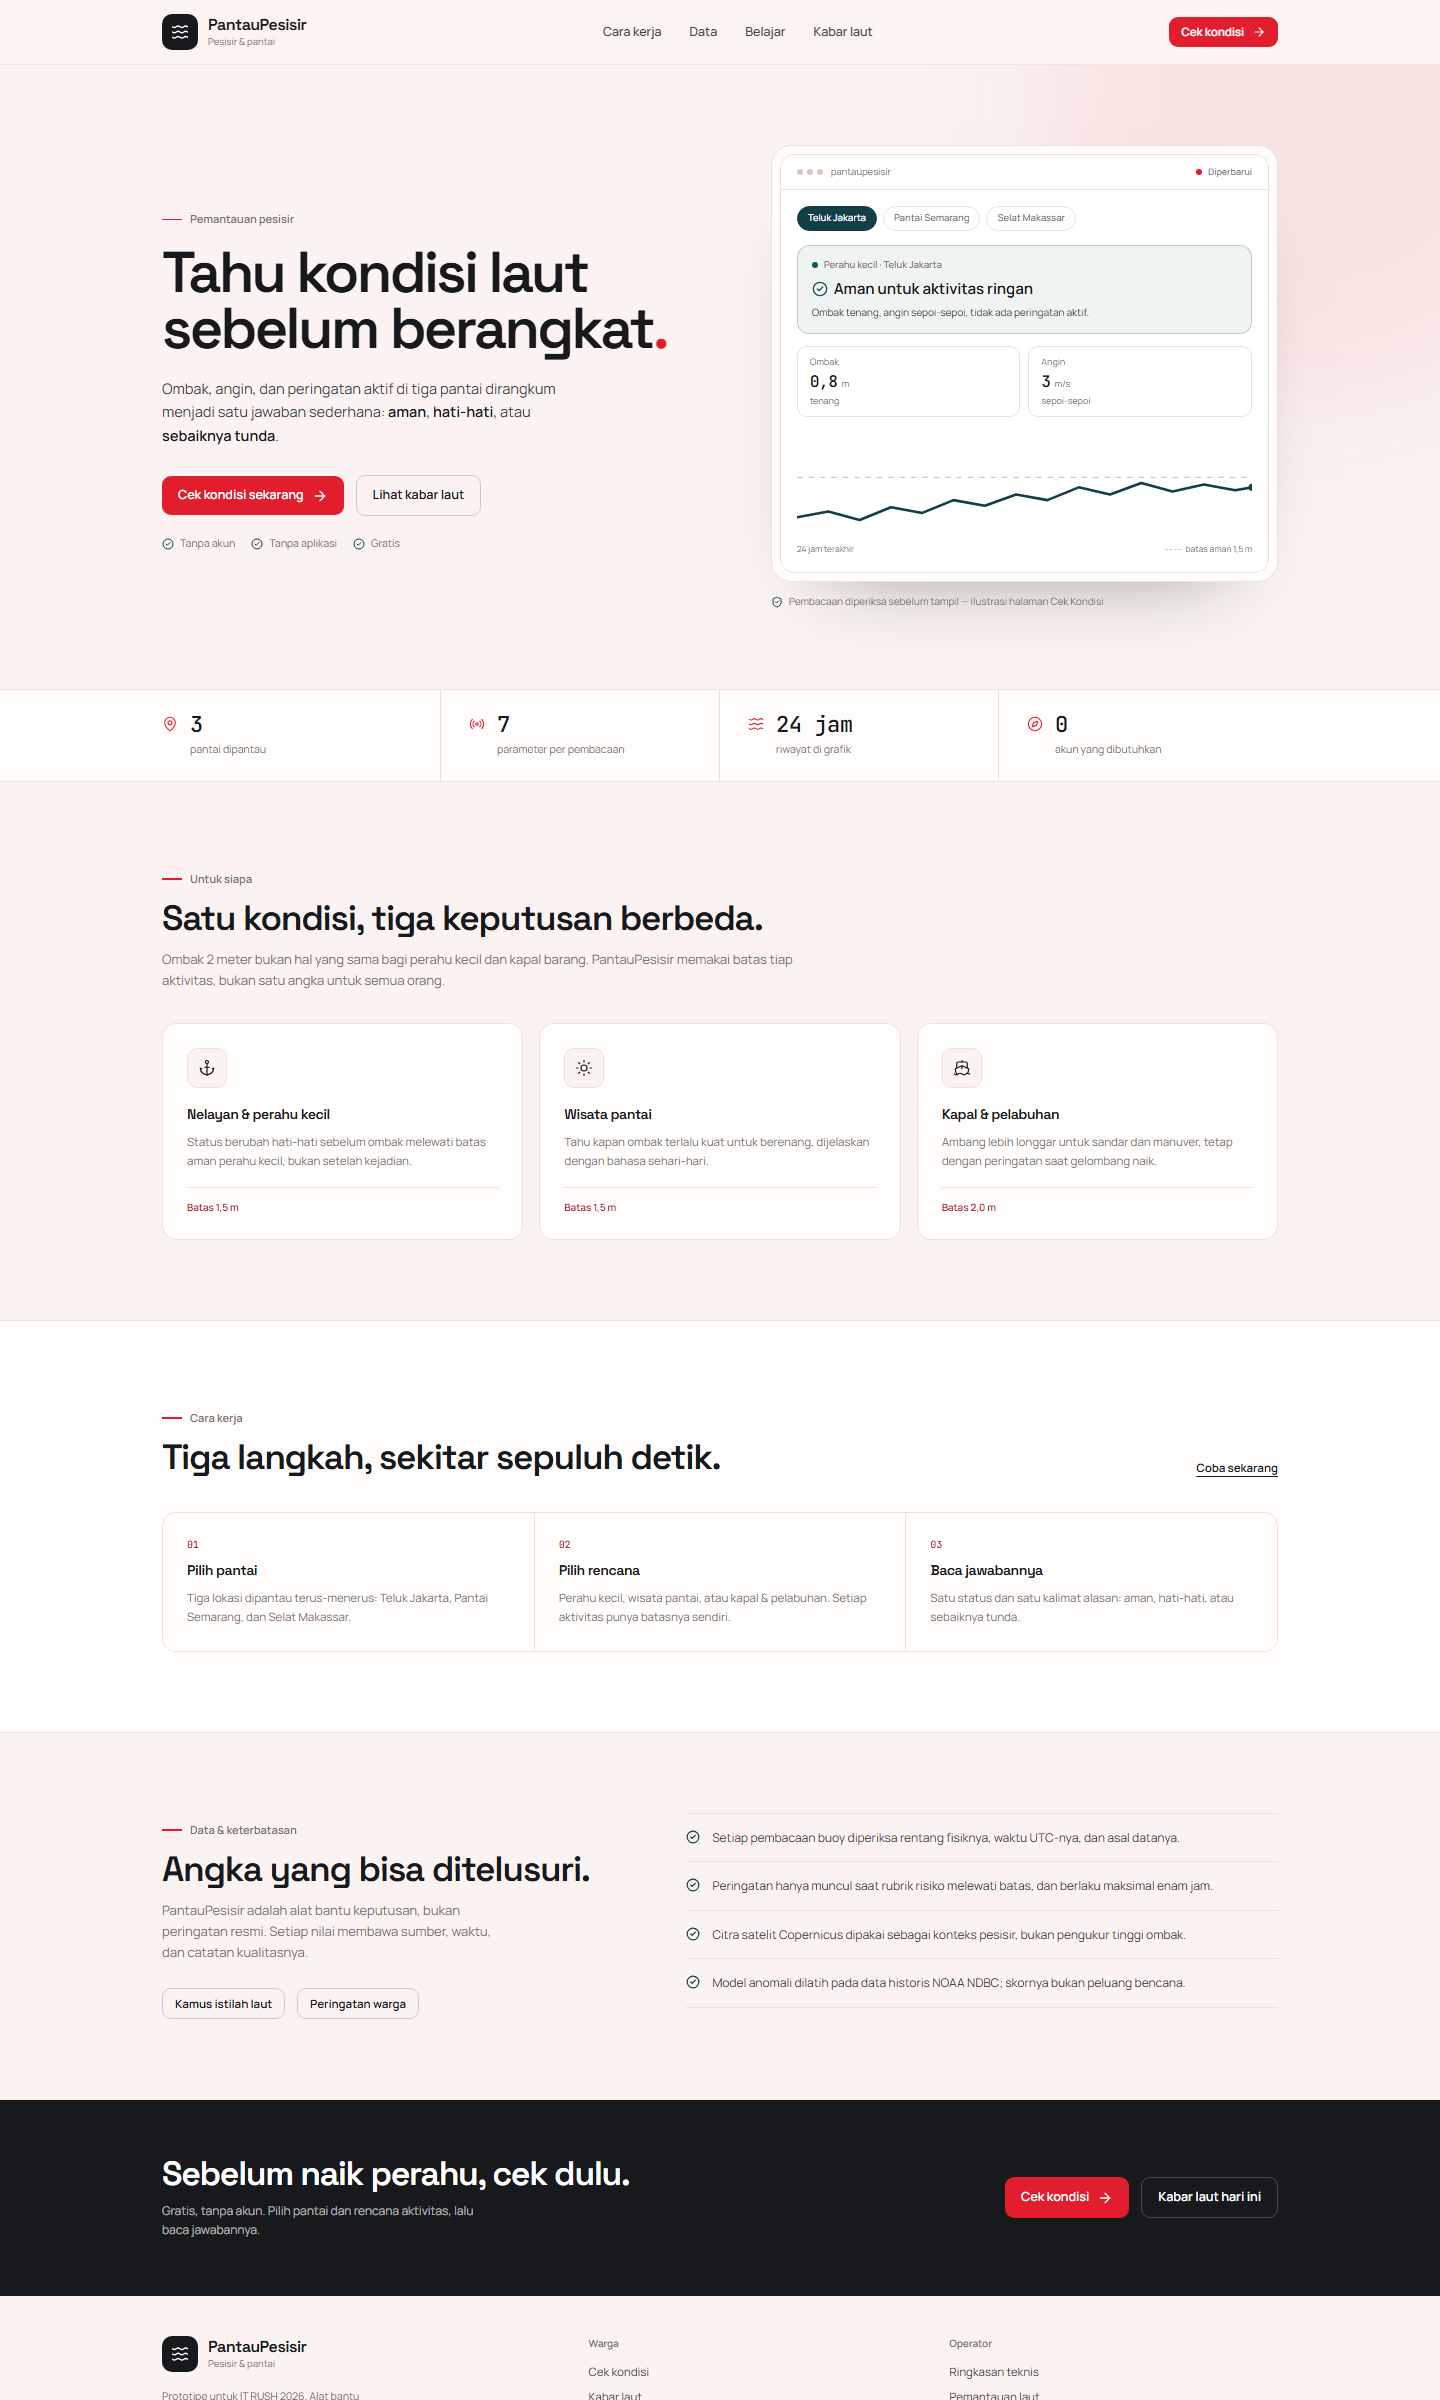 PantauPesisir
Pesisir & pantai
Cara kerja
Data
Belajar
Kabar laut
Cek kondisi
Pemantauan pesisir
Tahu kondisi laut
sebelum berangkat.
Ombak, angin, dan peringatan aktif di tiga pantai dirangkum
menjadi satu jawaban sederhana: aman, hati-hati, atau
sebaiknya tunda.
Cek kondisi sekarang
Lihat kabar laut
Tanpa akun
Tanpa aplikasi
Gratis
pantaupesisir
Diperbarui
Teluk Jakarta
Pantai Semarang
Selat Makassar
Perahu kecil · Teluk Jakarta
Aman untuk aktivitas ringan
Ombak tenang, angin sepoi-sepoi, tidak ada peringatan aktif.
Ombak
0,8 m
tenang
Angin
3 m/s
sepoi-sepoi
24 jam terakhir
batas aman 1,5 m
Pembacaan diperiksa sebelum tampil — ilustrasi halaman Cek Kondisi
3
pantai dipantau
7
parameter per pembacaan
24 jam
riwayat di grafik
0
akun yang dibutuhkan
Untuk siapa
Satu kondisi, tiga keputusan berbeda.
Ombak 2 meter bukan hal yang sama bagi perahu kecil dan kapal barang. PantauPesisir memakai batas tiap
aktivitas, bukan satu angka untuk semua orang.
Nelayan & perahu kecil
Status berubah hati-hati sebelum ombak melewati batas
aman perahu kecil, bukan setelah kejadian.
Batas 1,5 m
Wisata pantai
Tahu kapan ombak terlalu kuat untuk berenang, dijelaskan
dengan bahasa sehari-hari.
Batas 1,5 m
Kapal & pelabuhan
Ambang lebih longgar untuk sandar dan manuver, tetap
dengan peringatan saat gelombang naik.
Batas 2,0 m
Cara kerja
Tiga langkah, sekitar sepuluh detik.
Coba sekarang
01
Pilih pantai
Tiga lokasi dipantau terus-menerus: Teluk Jakarta, Pantai
Semarang, dan Selat Makassar.
02
Pilih rencana
Perahu kecil, wisata pantai, atau kapal & pelabuhan. Setiap
aktivitas punya batasnya sendiri.
03
Baca jawabannya
Satu status dan satu kalimat alasan: aman, hati-hati, atau
sebaiknya tunda.
Data & keterbatasan
Angka yang bisa ditelusuri.
PantauPesisir adalah alat bantu keputusan, bukan
peringatan resmi. Setiap nilai membawa sumber, waktu,
dan catatan kualitasnya.
Kamus istilah laut
Peringatan warga
Setiap pembacaan buoy diperiksa rentang fisiknya, waktu UTC-nya, dan asal datanya.
Peringatan hanya muncul saat rubrik risiko melewati batas, dan berlaku maksimal enam jam.
Citra satelit Copernicus dipakai sebagai konteks pesisir, bukan pengukur tinggi ombak.
Model anomali dilatih pada data historis NOAA NDBC; skornya bukan peluang bencana.
Sebelum naik perahu, cek dulu.
Gratis, tanpa akun. Pilih pantai dan rencana aktivitas, lalu
baca jawabannya.
Cek kondisi
Kabar laut hari ini
PantauPesisir
Pesisir & pantai
Prototipe untuk IT RUSH 2026. Alat bantu
Warga
Cek kondisi
Kabar laut
Operator
Ringkasan teknis
Pemantauan laut